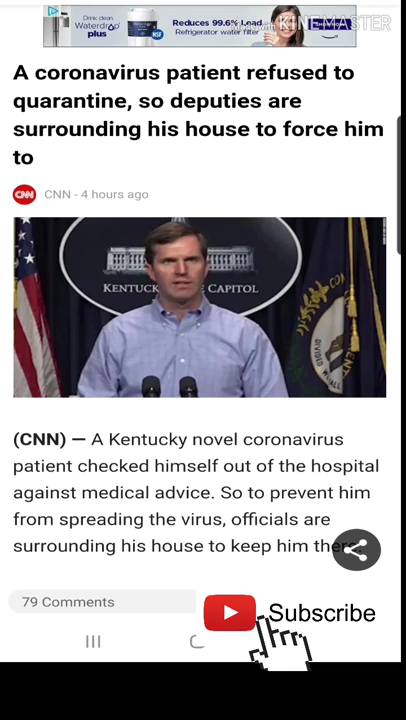 Drink clean
Waterdrop
plus
NSF
Reduces 99.6% Lead
Refrigerator water filter
KINEMASTER
A coronavirus patient refused to
quarantine, so deputies are
surrounding his house to force him
to
CNN
CNN - 4 hours ago
KENTUCK E CAPITOL
(CNN) — A Kentucky novel coronavirus
patient checked himself out of the hospital
against medical advice. So to prevent him
from spreading the virus, officials are
surrounding his house to keep him there.
79 Comments
Subscribe